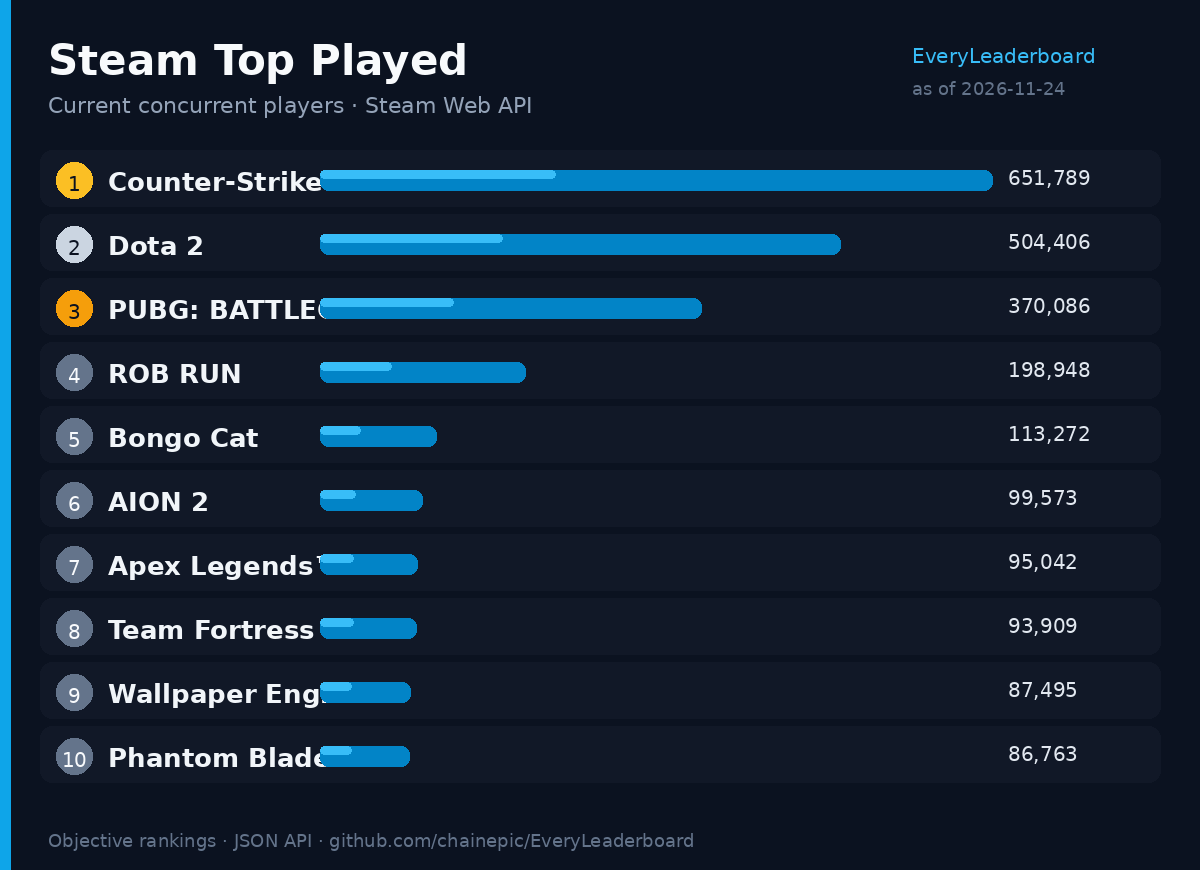 Steam Top Played
EveryLeaderboard
Current concurrent players · Steam Web API
as of 2026-11-24
1 Counter-Strike 651,789
2 Dota 2 504,406
3 PUBG: BATTLE 370,086
4 ROB RUN 198,948
5 Bongo Cat 113,272
6 AION 2 99,573
7 Apex Legends 95,042
8 Team Fortress 93,909
9 Wallpaper Eng 87,495
10 Phantom Blade 86,763
Objective rankings · JSON API · github.com/chainepic/EveryLeaderboard